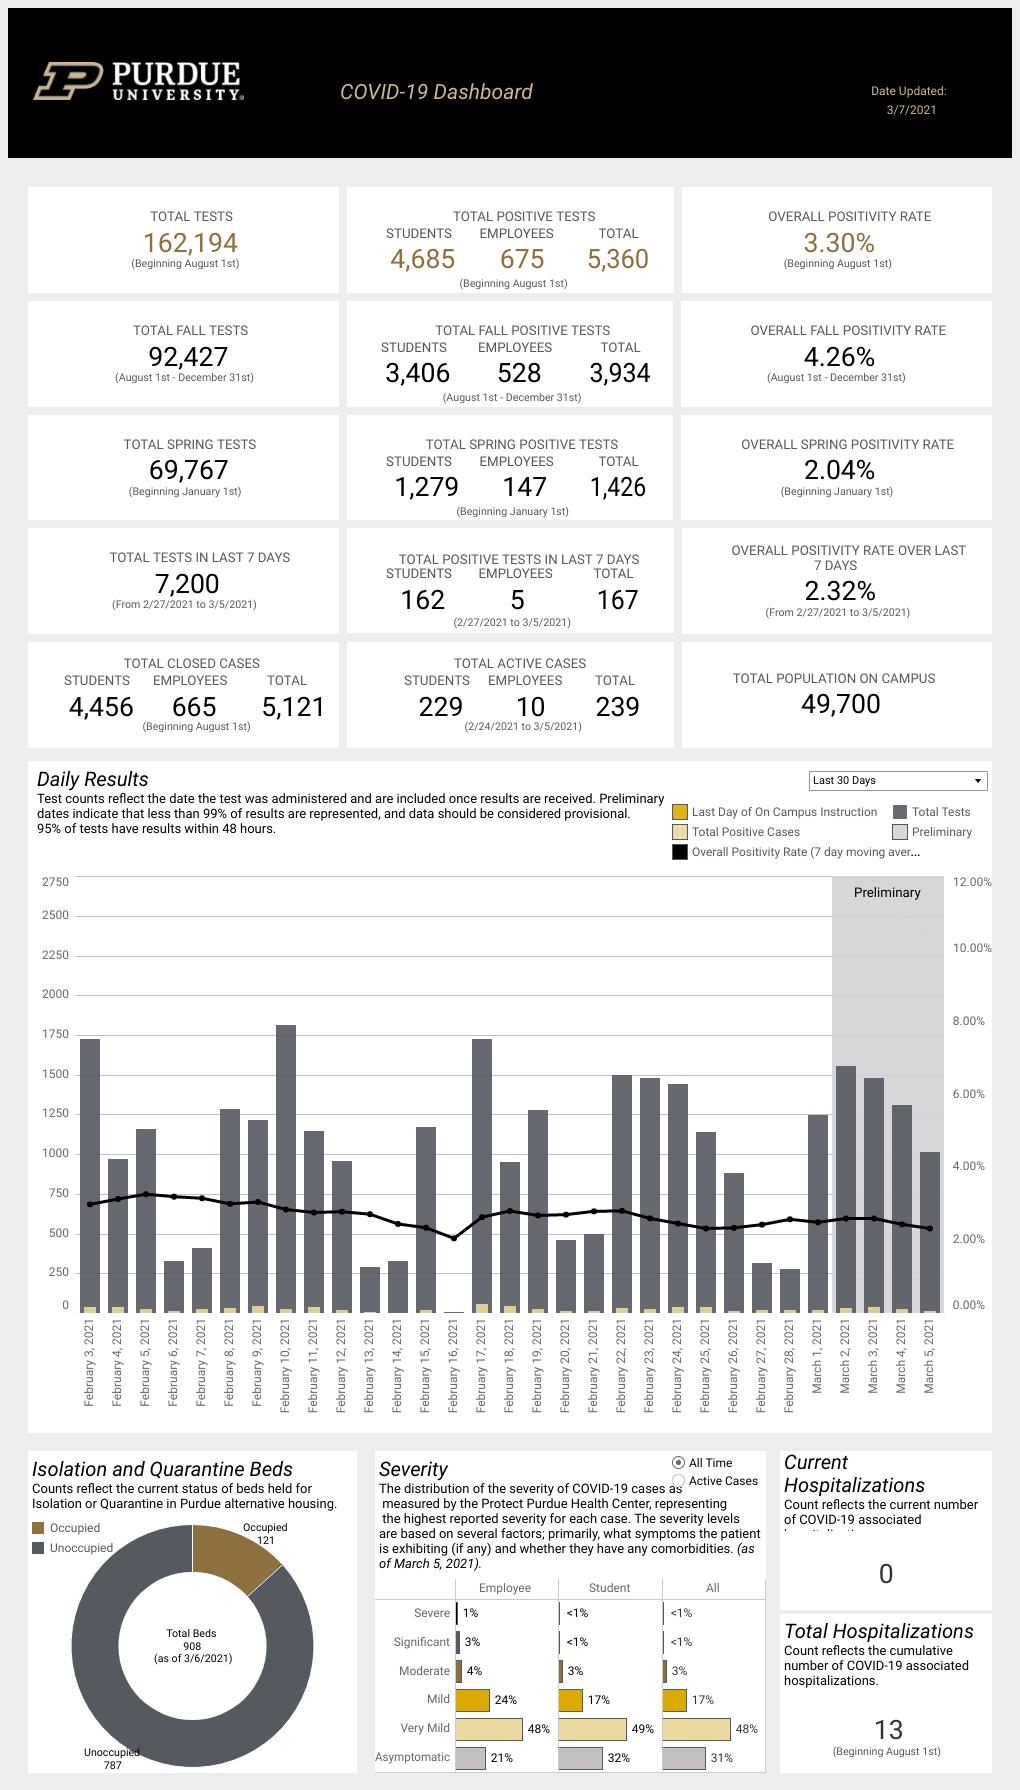 PURDUE
UNIVERSITY®
COVID-19 Dashboard
Date Updated:
3/7/2021
TOTAL TESTS
162,194
(Beginning August 1st)
TOTAL POSITIVE TESTS
STUDENTS EMPLOYEES TOTAL
4,685 675 5,360
(Beginning August 1st)
OVERALL POSITIVITY RATE
3.30%
(Beginning August 1st)
TOTAL FALL TESTS
92,427
(August 1st - December 31st)
TOTAL FALL POSITIVE TESTS
STUDENTS EMPLOYEES TOTAL
3,406 528 3,934
(August 1st - December 31st)
OVERALL FALL POSITIVITY RATE
4.26%
(August 1st - December 31st)
TOTAL SPRING TESTS
69,767
(Beginning January 1st)
TOTAL SPRING POSITIVE TESTS
STUDENTS EMPLOYEES TOTAL
1,279 147 1,426
(Beginning January 1st)
OVERALL SPRING POSITIVITY RATE
2.04%
(Beginning January 1st)
TOTAL TESTS IN LAST 7 DAYS
7,200
(From 2/27/2021 to 3/5/2021)
TOTAL POSITIVE TESTS IN LAST 7 DAYS
STUDENTS EMPLOYEES TOTAL
162 5 167
(2/27/2021 to 3/5/2021)
OVERALL POSITIVITY RATE OVER LAST
7 DAYS
2.32%
(From 2/27/2021 to 3/5/2021)
TOTAL CLOSED CASES
STUDENTS EMPLOYEES TOTAL
4,456 665 5,121
(Beginning August 1st)
TOTAL ACTIVE CASES
STUDENTS EMPLOYEES TOTAL
229 10 239
(2/24/2021 to 3/5/2021)
TOTAL POPULATION ON CAMPUS
49,700
Daily Results
Test counts reflect the date the test was administered and are included once results are received. Preliminary
dates indicate that less than 99% of results are represented, and data should be considered provisional.
95% of tests have results within 48 hours.
Last 30 Days
Last Day of On Campus Instruction
Total Tests
Total Positive Cases
Preliminary
Overall Positivity Rate (7 day moving aver...
Preliminary
2750
2500
2250
2000
1750
1500
1250
1000
750
500
250
0
12.00%
10.00%
8.00%
6.00%
4.00%
2.00%
0.00%
February 3, 2021
February 4, 2021
February 5, 2021
February 6, 2021
February 7, 2021
February 8, 2021
February 9, 2021
February 10, 2021
February 11, 2021
February 12, 2021
February 13, 2021
February 14, 2021
February 15, 2021
February 16, 2021
February 17, 2021
February 18, 2021
February 19, 2021
February 20, 2021
February 21, 2021
February 22, 2021
February 23, 2021
February 24, 2021
February 25, 2021
February 26, 2021
February 27, 2021
February 28, 2021
March 1, 2021
March 2, 2021
March 3, 2021
March 4, 2021
March 5, 2021
Isolation and Quarantine Beds
Counts reflect the current status of beds held for
Isolation or Quarantine in Purdue alternative housing.
Occupied
Unoccupied
Occupied
121
Total Beds
908
(as of 3/6/2021)
Unoccupied
787
Severity
All Time
Active Cases
The distribution of the severity of COVID-19 cases as
measured by the Protect Purdue Health Center, representing
the highest reported severity for each case. The severity levels
are based on several factors; primarily, what symptoms the patient
is exhibiting (if any) and whether they have any comorbidities. (as
of March 5, 2021).
Employee Student All
Severe 1% <1% <1%
Significant 3% <1% <1%
Moderate 4% 3% 3%
Mild 24% 17% 17%
Very Mild 48% 49% 48%
Asymptomatic 21% 32% 31%
Current
Hospitalizations
Count reflects the current number
of COVID-19 associated
0
Total Hospitalizations
Count reflects the cumulative
number of COVID-19 associated
hospitalizations.
13
(Beginning August 1st)